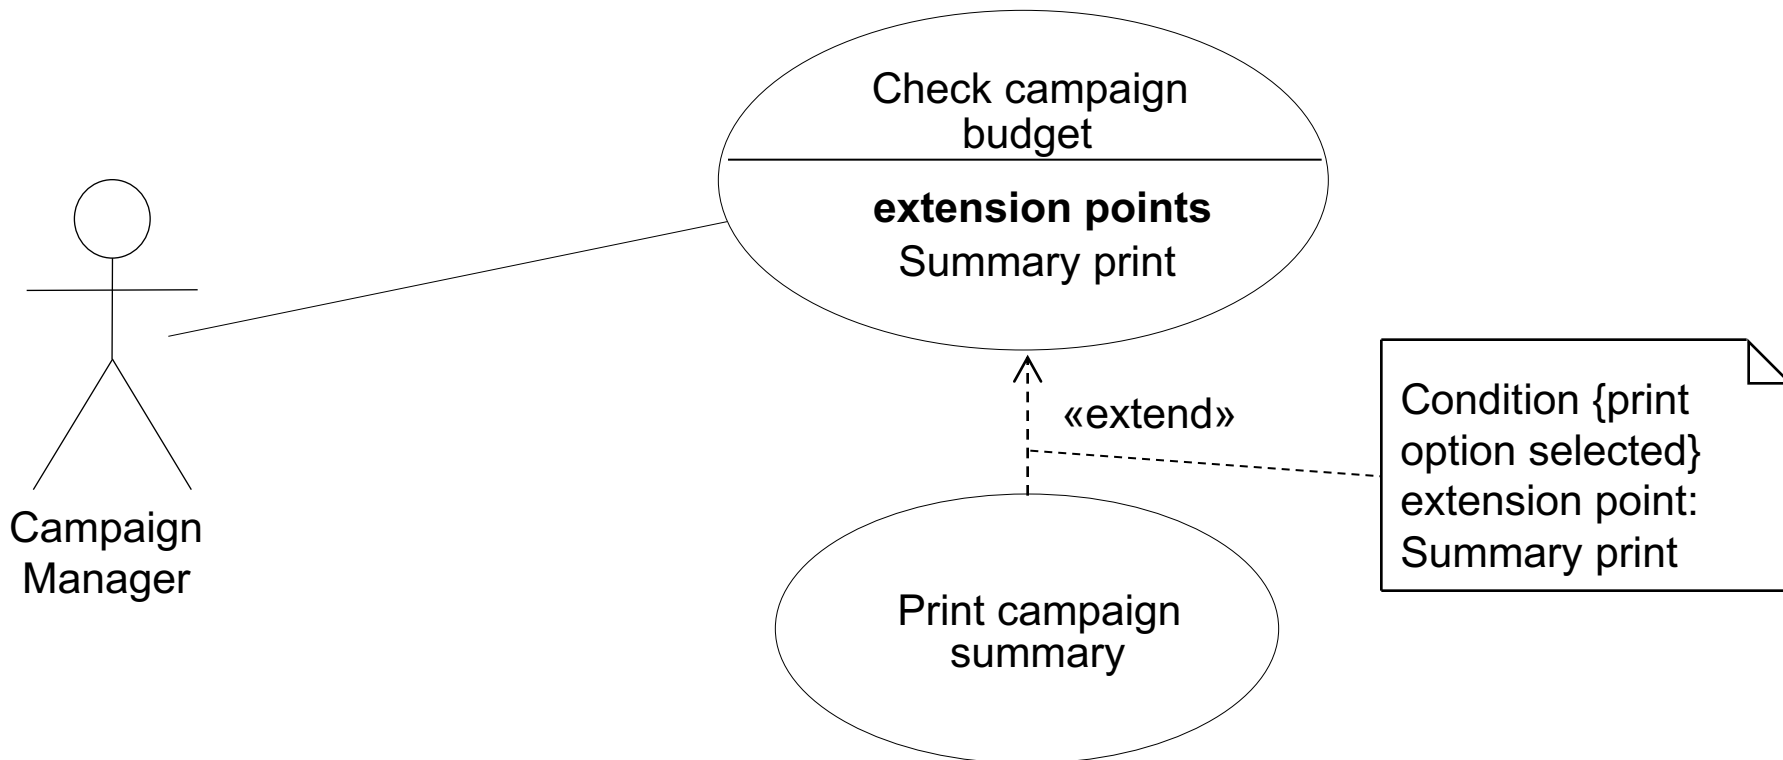 Check campaign
budget
extension points
Summary print
«extend»
Condition {print
option selected}
extension point:
Summary print
Campaign
Manager
Print campaign
summary